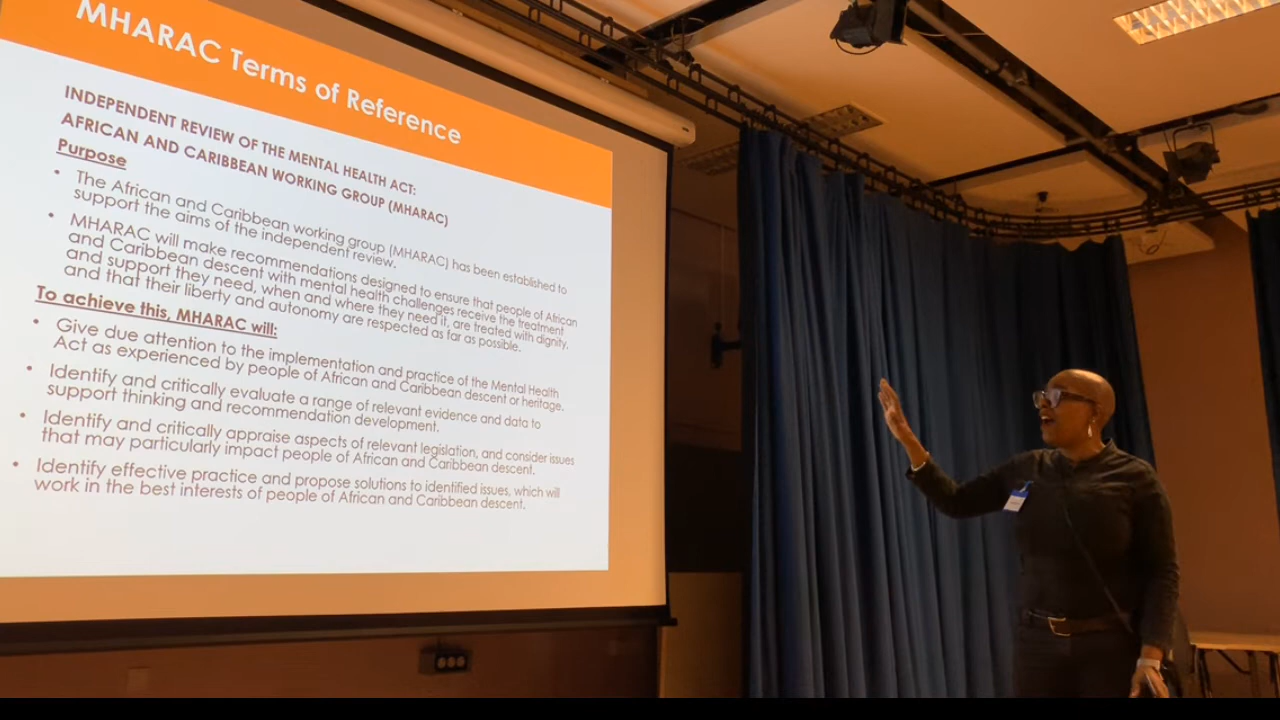 MHARAC Terms of Reference
INDEPENDENT REVIEW OF THE MENTAL HEALTH ACT:
AFRICAN AND CARIBBEAN WORKING GROUP (MHARAC)
Purpose
• The African and Caribbean working group (MHARAC) has been established to
support the aims of the independent review.
• MHARAC will make recommendations designed to ensure that people of African
and Caribbean descent with mental health challenges receive the treatment
and support they need, when and where they need it, are treated with dignity,
and that their liberty and autonomy are respected as far as possible.
To achieve this, MHARAC will:
• Give due attention to the implementation and practice of the Mental Health
Act as experienced by people of African and Caribbean descent or heritage.
• Identify and critically evaluate a range of relevant evidence and data to
support thinking and recommendation development.
• Identify and critically appraise aspects of relevant legislation, and consider issues
that may particularly impact people of African and Caribbean descent.
• Identify effective practice and propose solutions to identified issues, which will
work in the best interests of people of African and Caribbean descent.